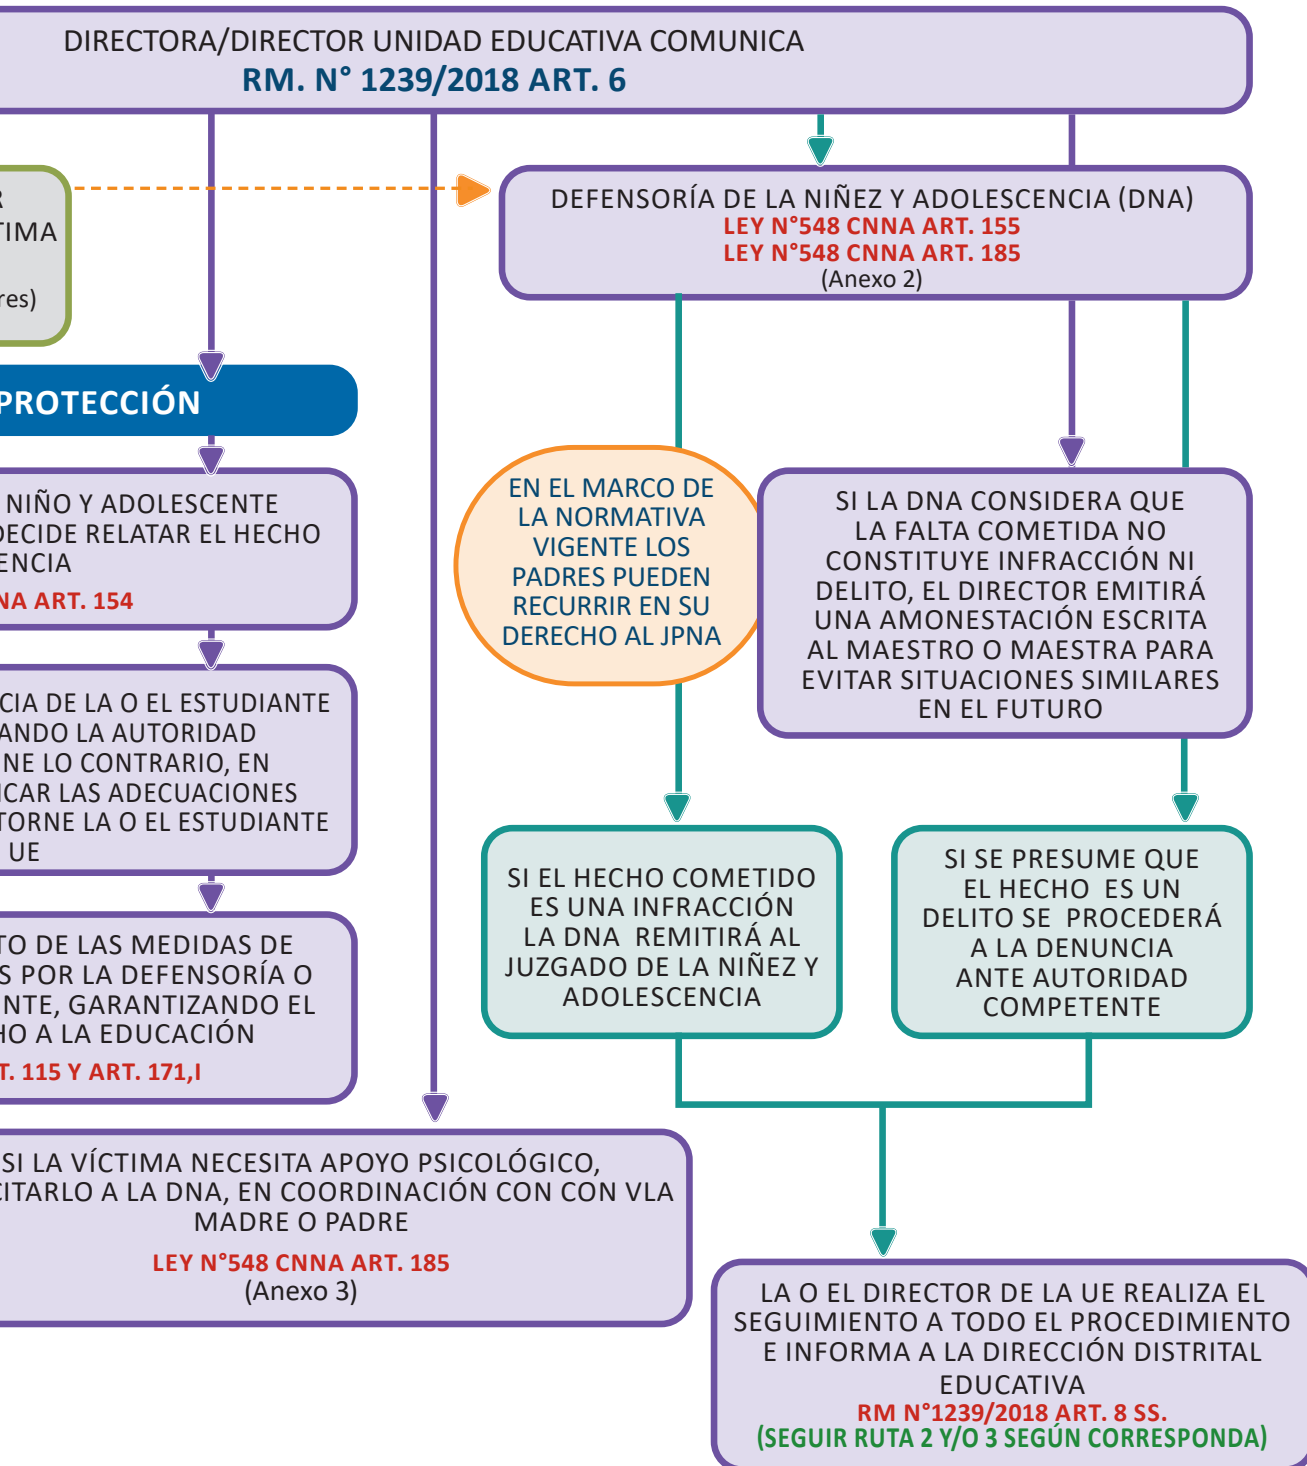 DIRECTORA/DIRECTOR UNIDAD EDUCATIVA COMUNICA
RM. N° 1239/2018 ART. 6
R
TIMA
res)
DEFENSORÍA DE LA NIÑEZ Y ADOLESCENCIA (DNA)
LEY N°548 CNNA ART. 155
LEY N°548 CNNA ART. 185
(Anexo 2)
PROTECCIÓN
NIÑO Y ADOLESCENTE
DECIDE RELATAR EL HECHO
ENCIA
NA ART. 154
CIA DE LA O EL ESTUDIANTE
ANDO LA AUTORIDAD
NE LO CONTRARIO, EN
ICAR LAS ADECUACIONES
TORNE LA O EL ESTUDIANTE
UE
TO DE LAS MEDIDAS DE
S POR LA DEFENSORÍA O
NTE, GARANTIZANDO EL
HO A LA EDUCACIÓN
T. 115 Y ART. 171,I
EN EL MARCO DE
LA NORMATIVA
VIGENTE LOS
PADRES PUEDEN
RECURRIR EN SU
DERECHO AL JPNA
SI LA DNA CONSIDERA QUE
LA FALTA COMETIDA NO
CONSTITUYE INFRACCIÓN NI
DELITO, EL DIRECTOR EMITIRÁ
UNA AMONESTACIÓN ESCRITA
AL MAESTRO O MAESTRA PARA
EVITAR SITUACIONES SIMILARES
EN EL FUTURO
SI EL HECHO COMETIDO
ES UNA INFRACCIÓN
LA DNA REMITIRÁ AL
JUZGADO DE LA NIÑEZ Y
ADOLESCENCIA
SI SE PRESUME QUE
EL HECHO ES UN
DELITO SE PROCEDERÁ
A LA DENUNCIA
ANTE AUTORIDAD
COMPETENTE
SI LA VÍCTIMA NECESITA APOYO PSICOLÓGICO,
CITARLO A LA DNA, EN COORDINACIÓN CON CON VLA
MADRE O PADRE
LEY N°548 CNNA ART. 185
(Anexo 3)
LA O EL DIRECTOR DE LA UE REALIZA EL
SEGUIMIENTO A TODO EL PROCEDIMIENTO
E INFORMA A LA DIRECCIÓN DISTRITAL
EDUCATIVA
RM N°1239/2018 ART. 8 SS.
(SEGUIR RUTA 2 Y/O 3 SEGÚN CORRESPONDA)